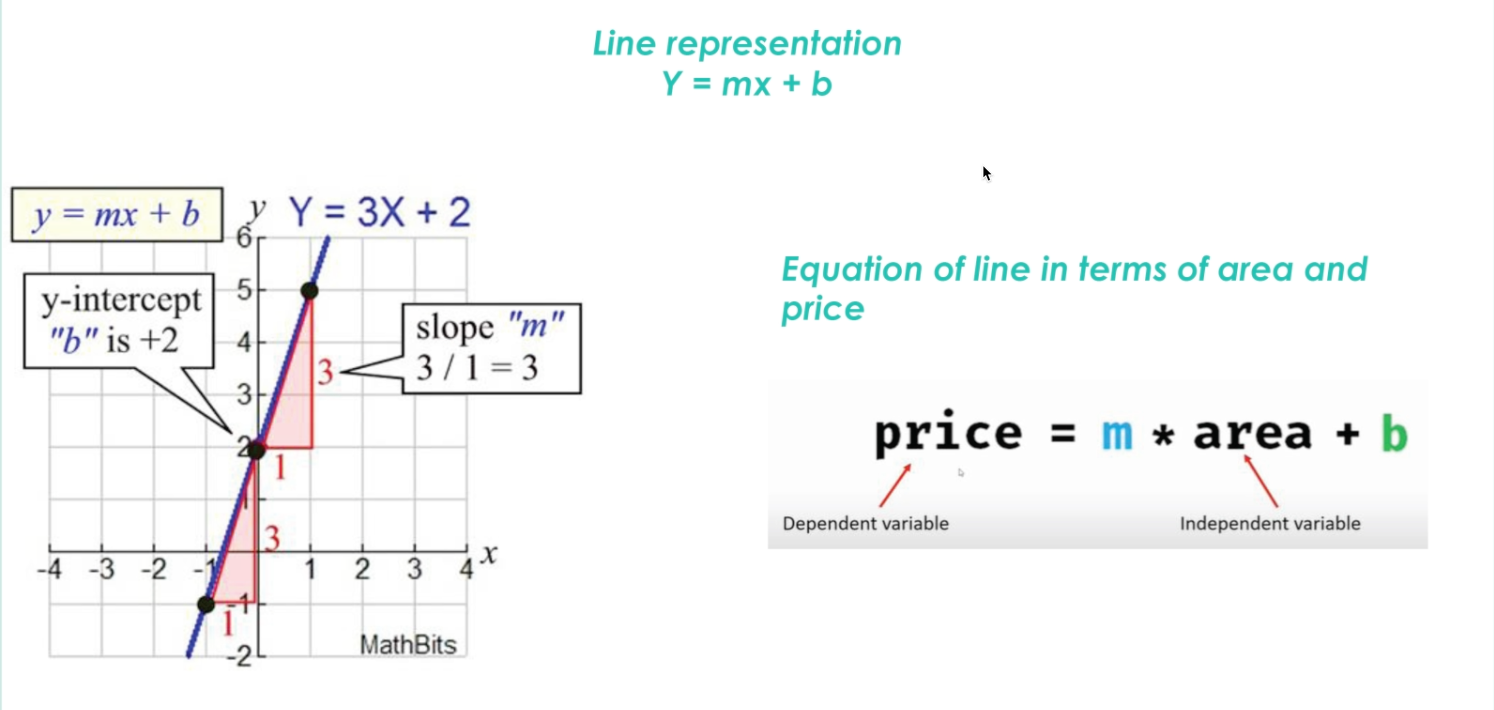 Line representation
Y = mx + b
y = mx + b
y Y = 3X + 2
6
y-intercept
"b" is +2
5
slope "m"
3 / 1 = 3
4
3
3
2
1
1
3
-4 -3 -2 -1 1 2 3 4 x
-1
1
-2
MathBits
Equation of line in terms of area and
price
price = m * area + b
Dependent variable
Independent variable